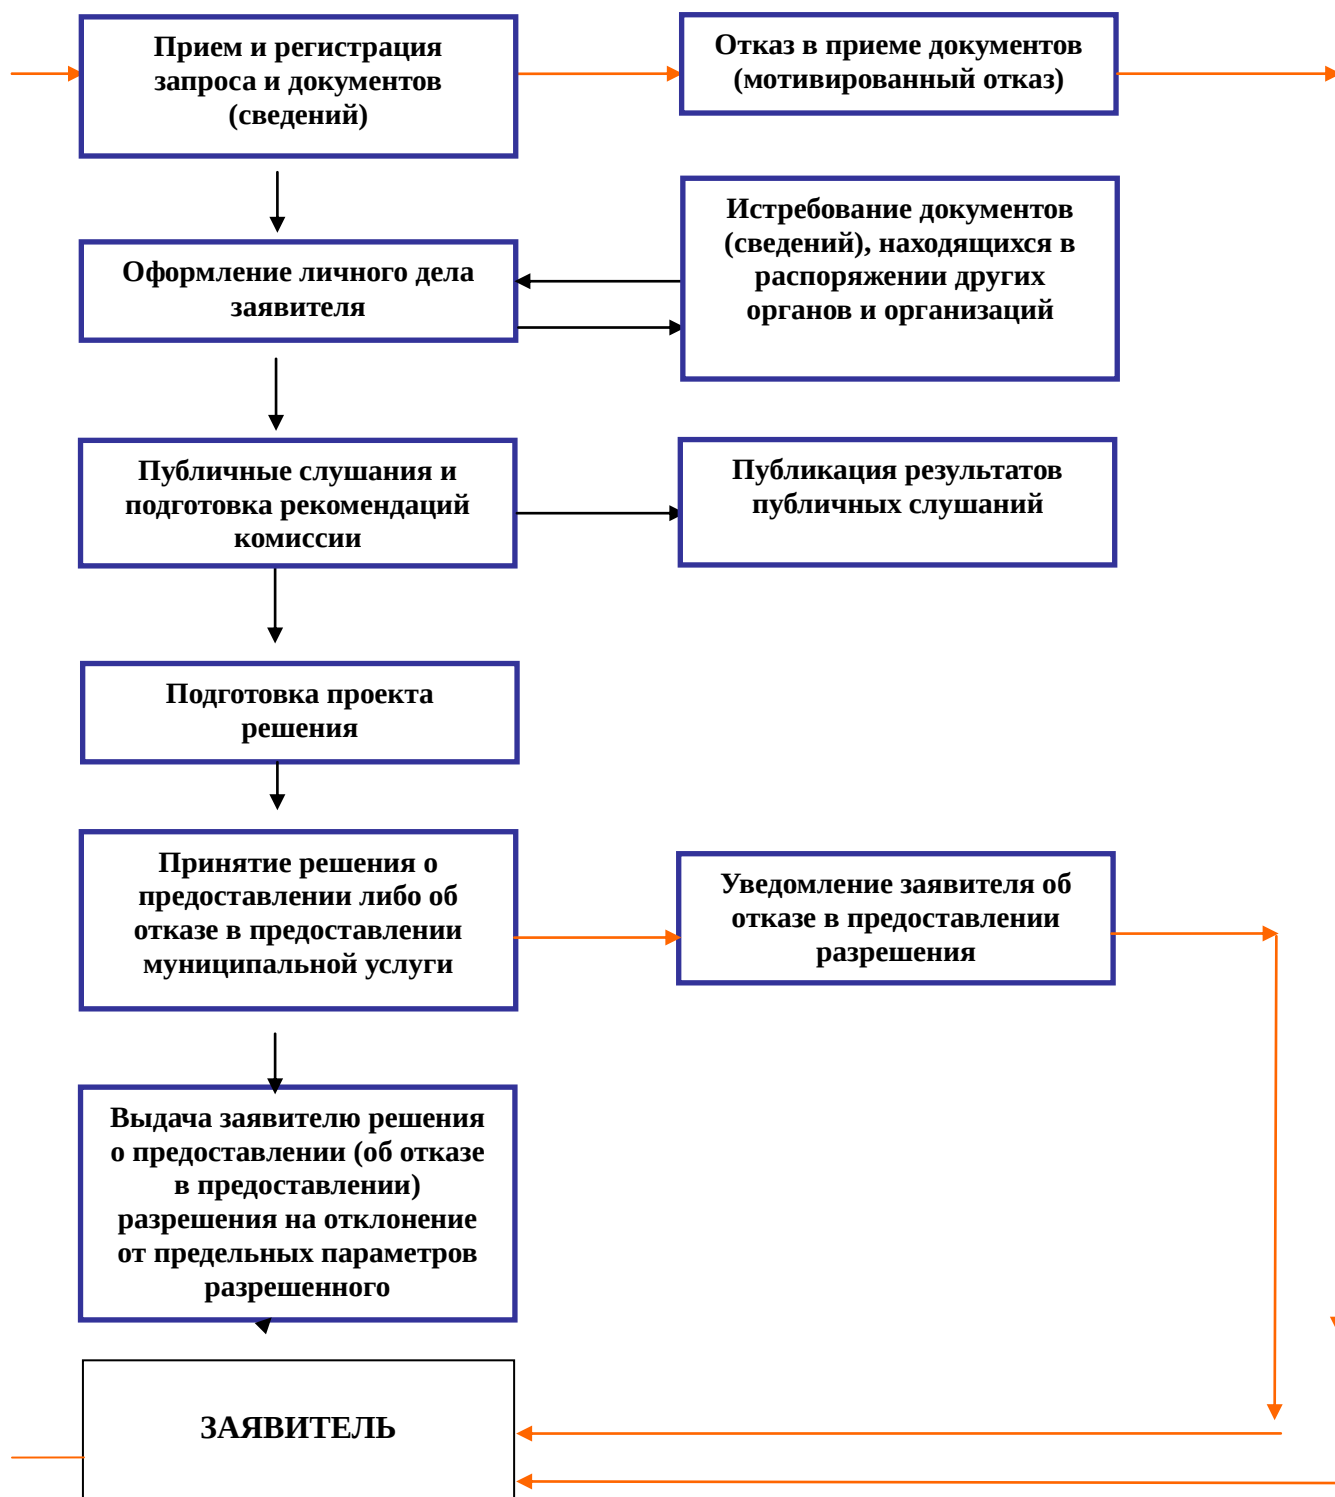 Прием и регистрация
запроса и документов
(сведений)
Отказ в приеме документов
(мотивированный отказ)
Оформление личного дела
заявителя
Истребование документов
(сведений), находящихся в
распоряжении других
органов и организаций
Публичные слушания и
подготовка рекомендаций
комиссии
Публикация результатов
публичных слушаний
Подготовка проекта
решения
Принятие решения о
предоставлении либо об
отказе в предоставлении
муниципальной услуги
Уведомление заявителя об
отказе в предоставлении
разрешения
Выдача заявителю решения
о предоставлении (об отказе
в предоставлении)
разрешения на отклонение
от предельных параметров
разрешенного
ЗАЯВИТЕЛЬ